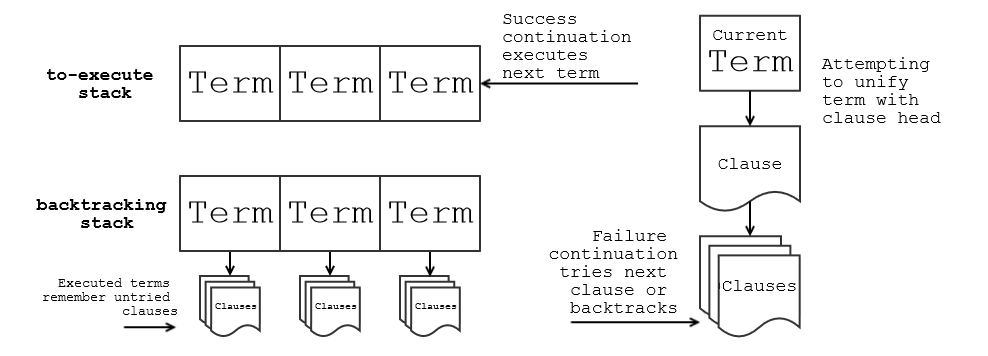 to-execute
stack
Term
Term
Term
Success
continuation
executes
next term
Current
Term
Attempting
to unify
term with
clause head
Clause
backtracking
stack
Term
Term
Term
Executed terms
remember untried
clauses
Clauses
Clauses
Clauses
Failure
continuation
tries next
clause or
backtracks
Clauses